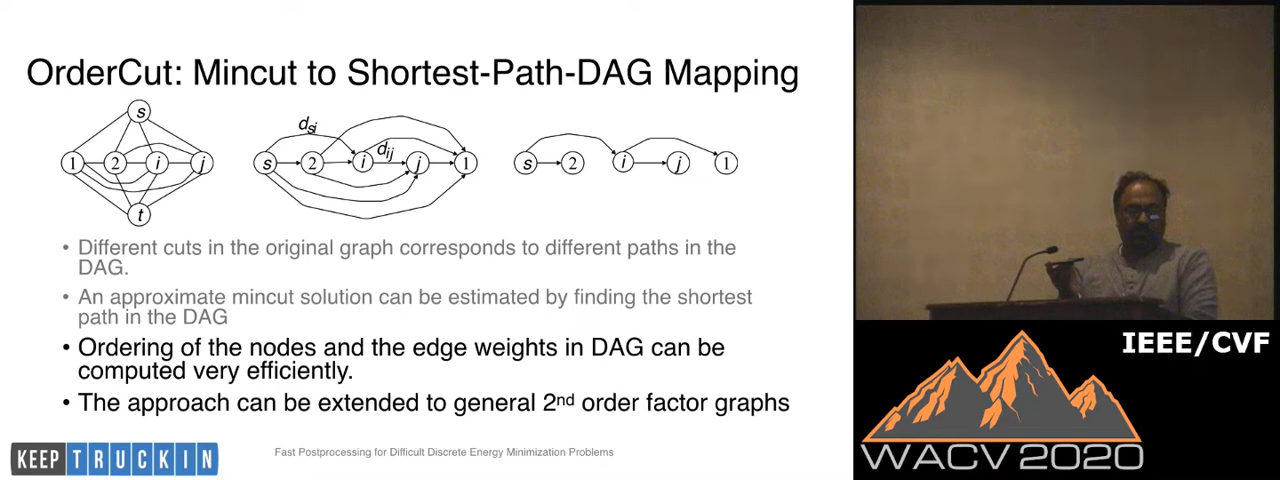 OrderCut: Mincut to Shortest-Path-DAG Mapping
s
1 2 i j
t
dsj
dij
s 2 i j 1
s 2 i j 1
• Different cuts in the original graph corresponds to different paths in the
DAG.
• An approximate mincut solution can be estimated by finding the shortest
path in the DAG
• Ordering of the nodes and the edge weights in DAG can be
computed very efficiently.
• The approach can be extended to general 2nd order factor graphs
KEEP TRUCKIN
Fast Postprocessing for Difficult Discrete Energy Minimization Problems
IEEE/CVF
WACV 2020